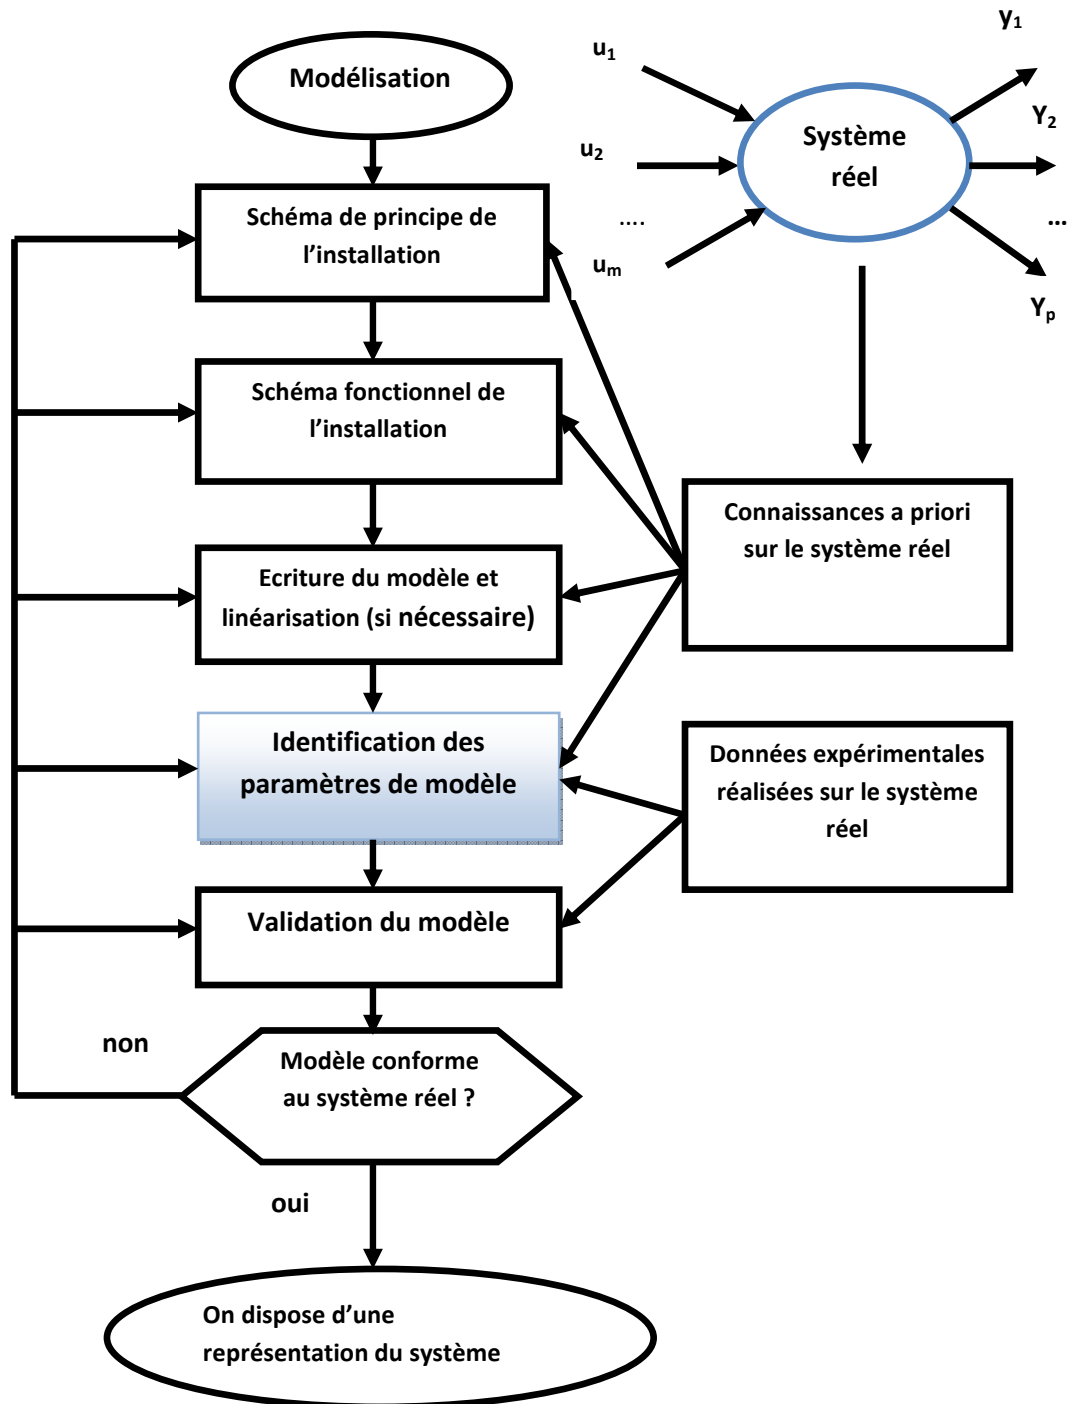 Modélisation
Schéma de principe de
l'installation
Schéma fonctionnel de
l'installation
Ecriture du modèle et
linéarisation (si nécessaire)
Identification des
paramètres de modèle
Validation du modèle
non
Modèle conforme
au système réel ?
oui
On dispose d'une
représentation du système
u₁
u₂
....
uₘ
Système
réel
y₁
Y₂
...
Yₚ
Connaissances a priori
sur le système réel
Données expérimentales
réalisées sur le système
réel